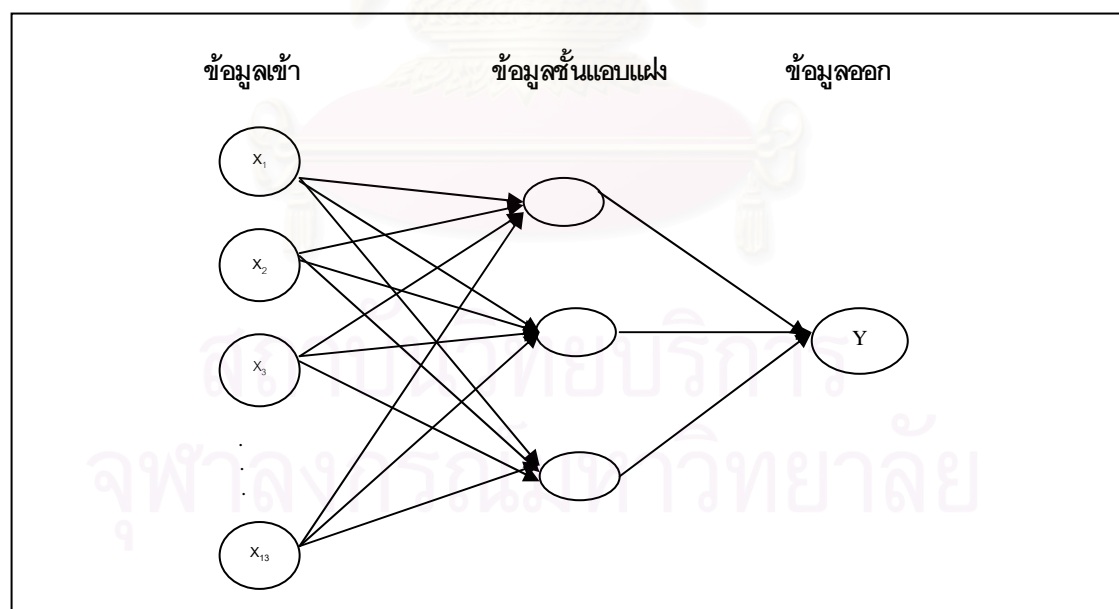 ข้อมูลเข้า ข้อมูลชั้นแอบแฝง ข้อมูลออก
X₁
X₂
X₃
Y
.
.
.
X₁₃
สถาบันวิทยบริการ
จุฬาลงกรณ์มหาวิทยาลัย